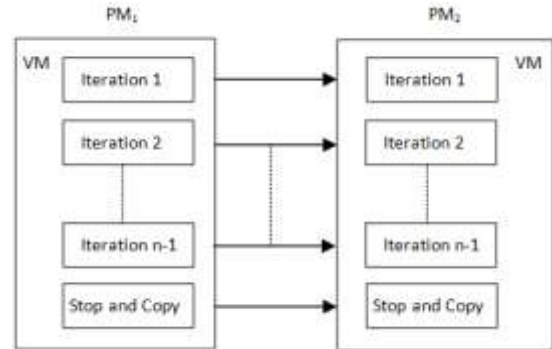 PM₁
PM₂
VM
VM
Iteration 1
Iteration 1
Iteration 2
Iteration 2
Iteration n-1
Iteration n-1
Stop and Copy
Stop and Copy